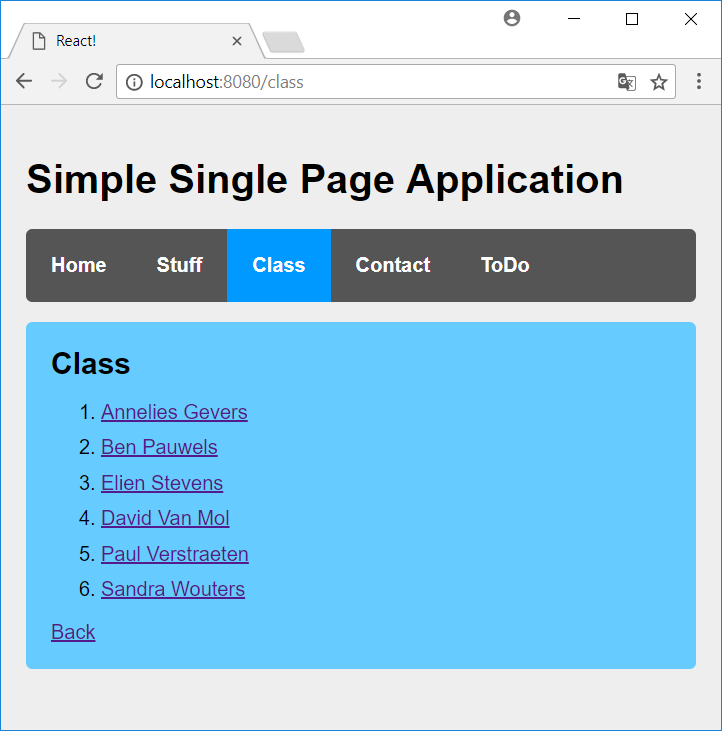 React!
localhost:8080/class
Simple Single Page Application
Home Stuff Class Contact ToDo
Class
1. Annelies Gevers
2. Ben Pauwels
3. Elien Stevens
4. David Van Mol
5. Paul Verstraeten
6. Sandra Wouters
Back